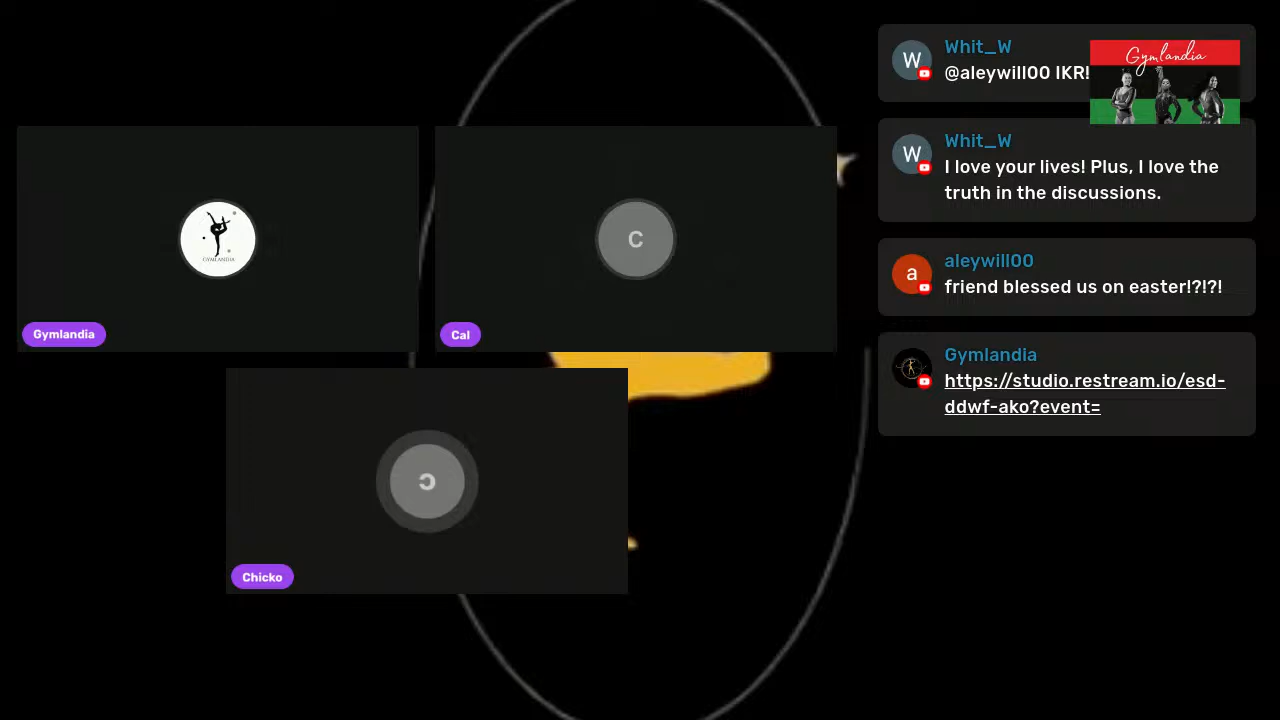 GYMLANDIA
Gymlandia
C
Cal
ɔ
Chicko
W
Whit_W
@aleywill00 IKR!
Gymlandia
W
Whit_W
I love your lives! Plus, I love the
truth in the discussions.
a
aleywill00
friend blessed us on easter!?!?!
Gymlandia
https://studio.restream.io/esd-
ddwf-ako?event=